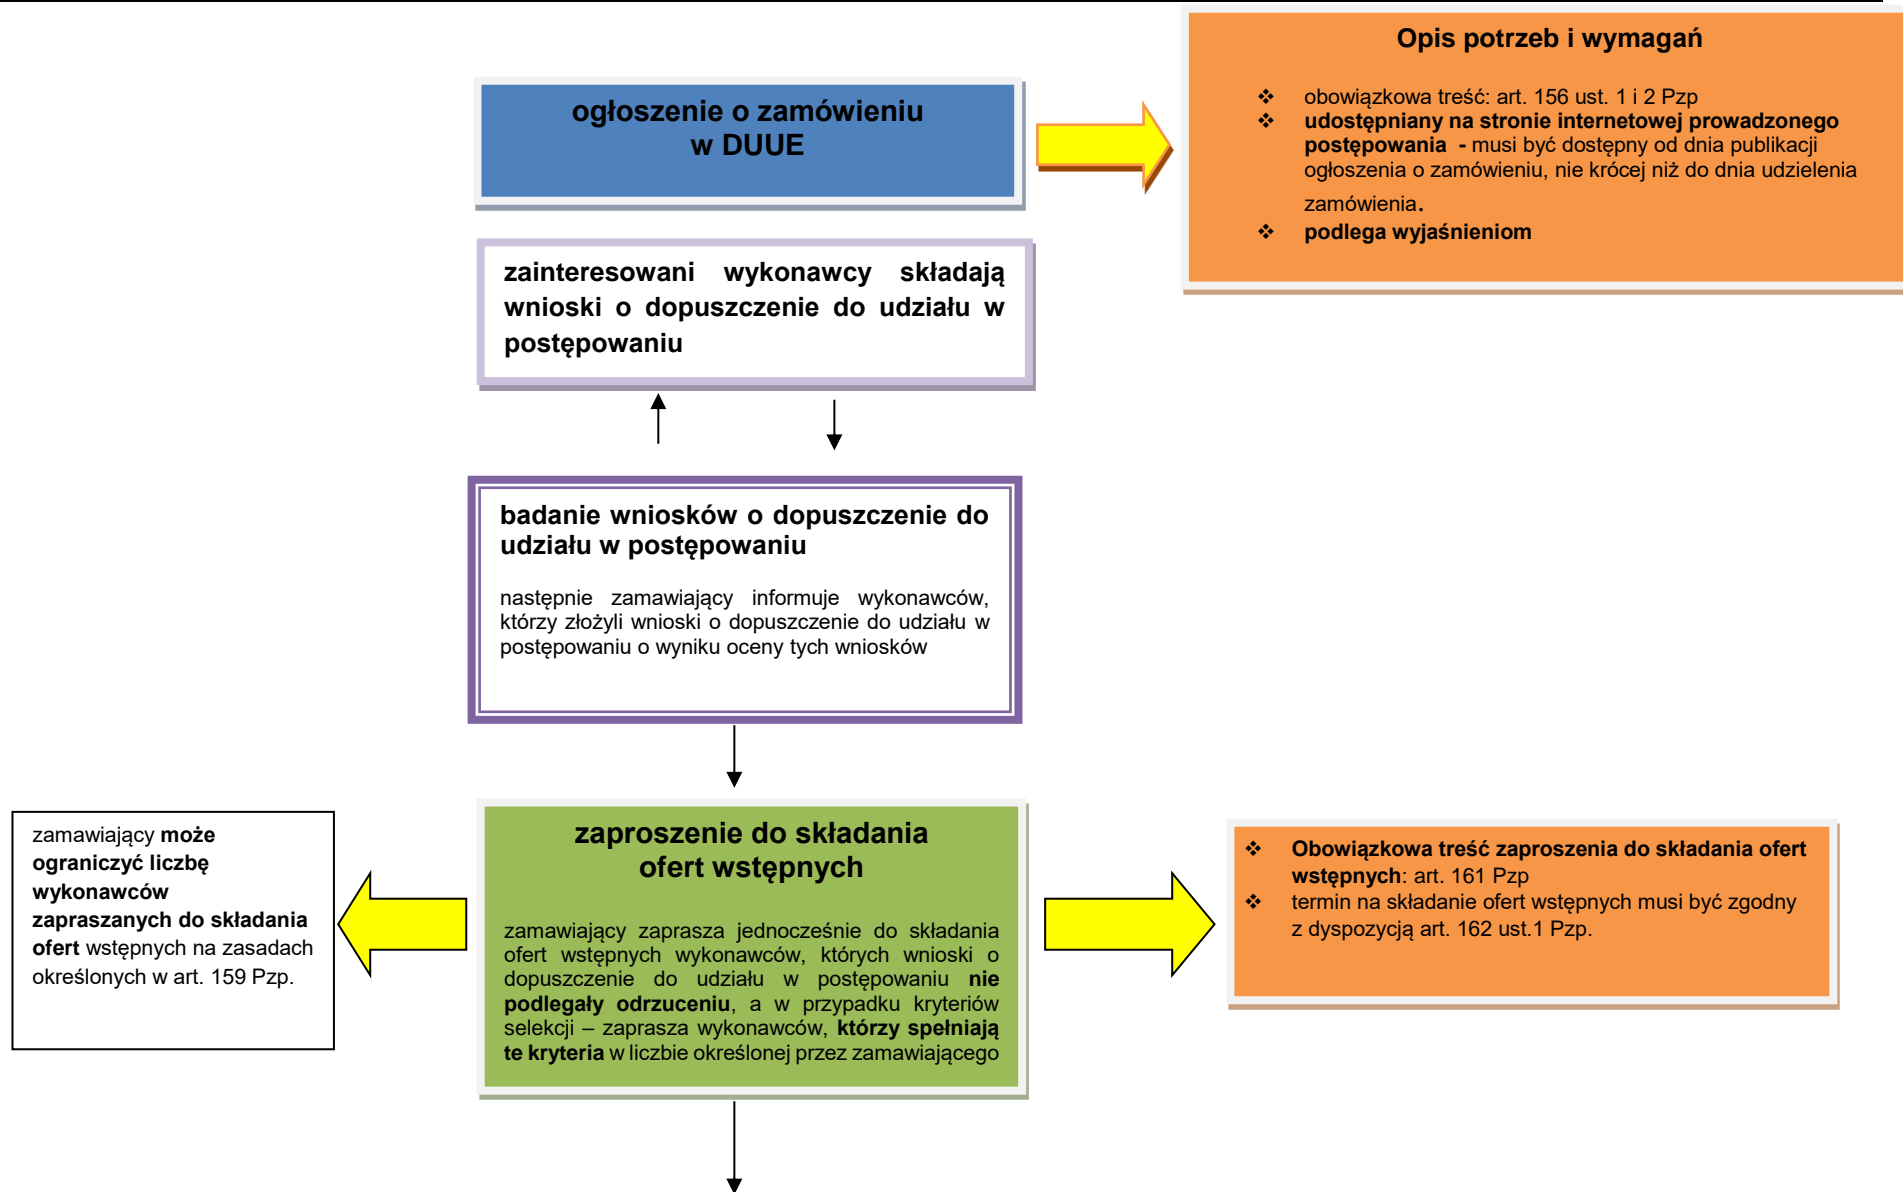 ogłoszenie o zamówieniu
w DUUE
Opis potrzeb i wymagań
❖ obowiązkowa treść: art. 156 ust. 1 i 2 Pzp
❖ udostępniany na stronie internetowej prowadzonego
postępowania - musi być dostępny od dnia publikacji
ogłoszenia o zamówieniu, nie krócej niż do dnia udzielenia
zamówienia.
❖ podlega wyjaśnieniom
zainteresowani wykonawcy składają
wnioski o dopuszczenie do udziału w
postępowaniu
badanie wniosków o dopuszczenie do
udziału w postępowaniu
następnie zamawiający informuje wykonawców,
którzy złożyli wnioski o dopuszczenie do udziału w
postępowaniu o wyniku oceny tych wniosków
zamawiający może
ograniczyć liczbę
wykonawców
zapraszanych do składania
ofert wstępnych na zasadach
określonych w art. 159 Pzp.
zaproszenie do składania
ofert wstępnych
zamawiający zaprasza jednocześnie do składania
ofert wstępnych wykonawców, których wnioski o
dopuszczenie do udziału w postępowaniu nie
podlegały odrzuceniu, a w przypadku kryteriów
selekcji – zaprasza wykonawców, którzy spełniają
te kryteria w liczbie określonej przez zamawiającego
❖ Obowiązkowa treść zaproszenia do składania ofert
wstępnych: art. 161 Pzp
❖ termin na składanie ofert wstępnych musi być zgodny
z dyspozycją art. 162 ust.1 Pzp.